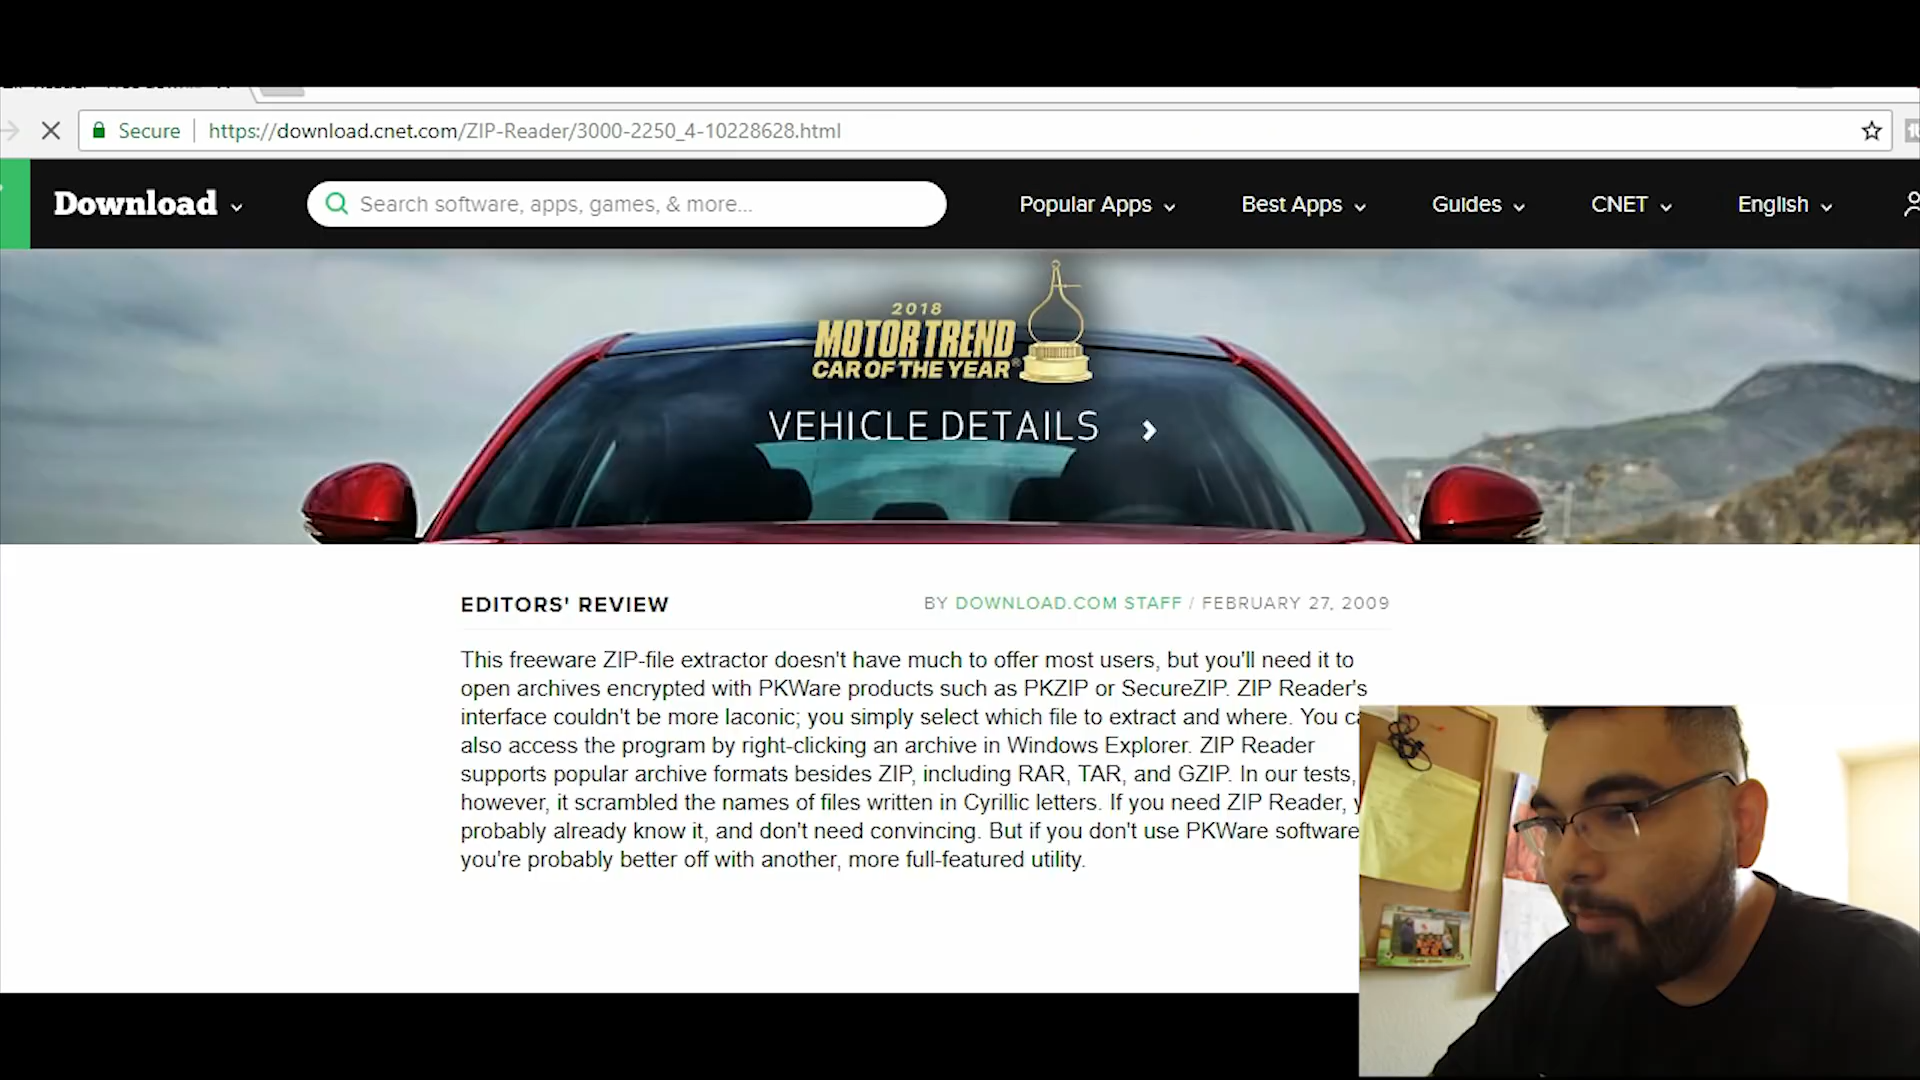 Secure https://download.cnet.com/ZIP-Reader/3000-2250_4-10228628.html
Download Search software, apps, games, & more... Popular Apps Best Apps Guides CNET English
2018
MOTOR TREND
CAR OF THE YEAR®
VEHICLE DETAILS
EDITORS' REVIEW BY DOWNLOAD.COM STAFF / FEBRUARY 27, 2009
This freeware ZIP-file extractor doesn't have much to offer most users, but you'll need it to
open archives encrypted with PKWare products such as PKZIP or SecureZIP. ZIP Reader's
interface couldn't be more laconic; you simply select which file to extract and where. You
also access the program by right-clicking an archive in Windows Explorer. ZIP Reader
supports popular archive formats besides ZIP, including RAR, TAR, and GZIP. In our tests,
however, it scrambled the names of files written in Cyrillic letters. If you need ZIP Reader,
probably already know it, and don't need convincing. But if you don't use PKWare software
you're probably better off with another, more full-featured utility.